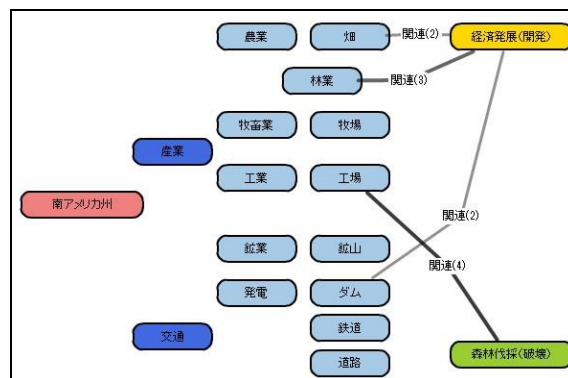 農業
畑
関連(2)
経済発展(開発)
林業
関連(3)
牧畜業
牧場
産業
工業
工場
南アメリカ州
関連(2)
鉱業
鉱山
関連(4)
発電
ダム
交通
鉄道
道路
森林伐採(破壊)